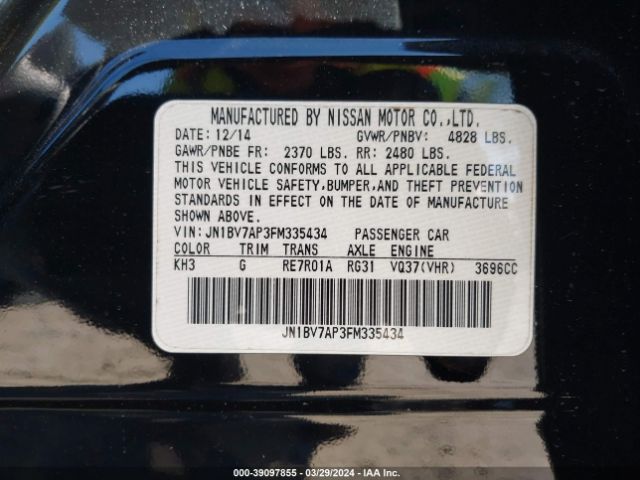 MANUFACTURED BY NISSAN MOTOR CO.,LTD.
DATE: 12/14 GVWR/PNBV: 4828 LBS.
GAWR/PNBE FR: 2370 LBS. RR: 2480 LBS.
THIS VEHICLE CONFORMS TO ALL APPLICABLE FEDERAL
MOTOR VEHICLE SAFETY,BUMPER,AND THEFT PREVENTION
STANDARDS IN EFFECT ON THE DATE OF MANUFACTURE
SHOWN ABOVE.
VIN: JN1BV7AP3FM335434 PASSENGER CAR
COLOR TRIM TRANS AXLE ENGINE
KH3 G RE7R01A RG31 VQ37(VHR) 3696CC
JN1BV7AP3FM335434
000-39097855 - 03/29/2024 - IAA Inc.